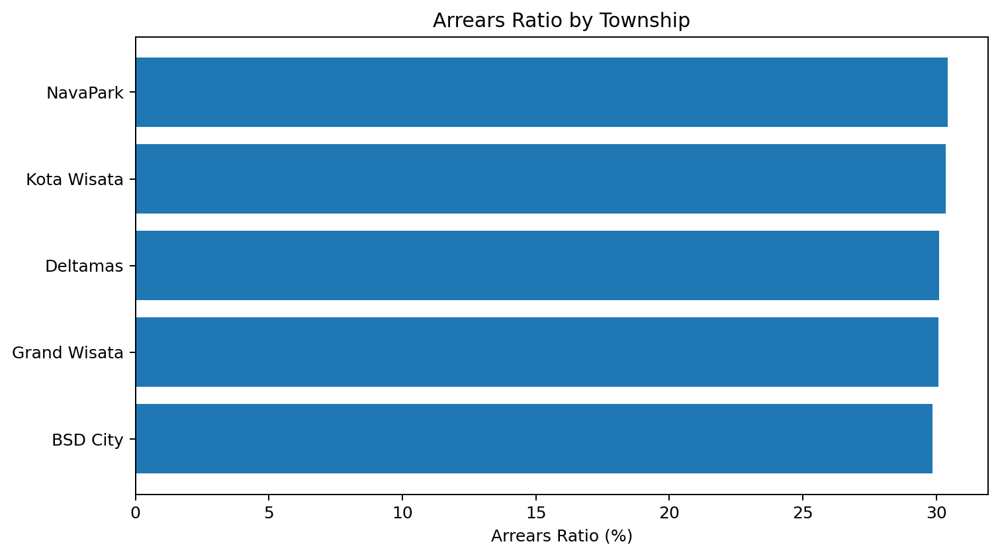 Arrears Ratio by Township
NavaPark
Kota Wisata
Deltamas
Grand Wisata
BSD City
0 5 10 15 20 25 30
Arrears Ratio (%)